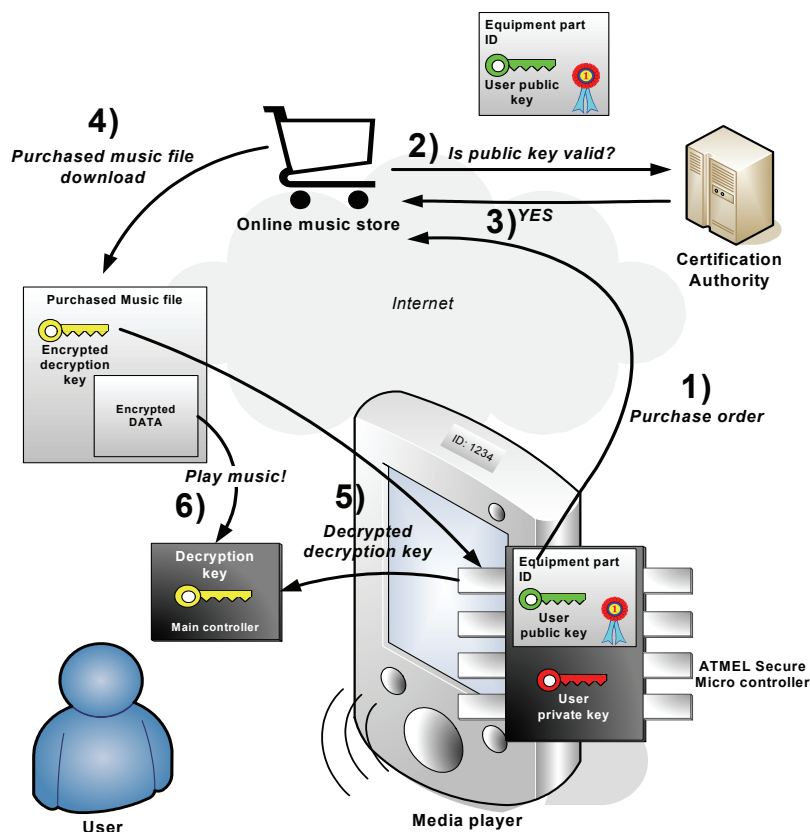 Equipment part
ID
User public
key
1
4)
Purchased music file
download
2) Is public key valid?
3) YES
Online music store
Certification
Authority
Internet
Purchased Music file
Encrypted
decryption
key
Encrypted
DATA
1)
Purchase order
ID: 1234
Play music!
6)
5)
Decrypted
decryption key
Decryption
key
Main controller
Equipment part
ID
User
public key
1
User
private key
ATMEL Secure
Micro controller
User
Media player